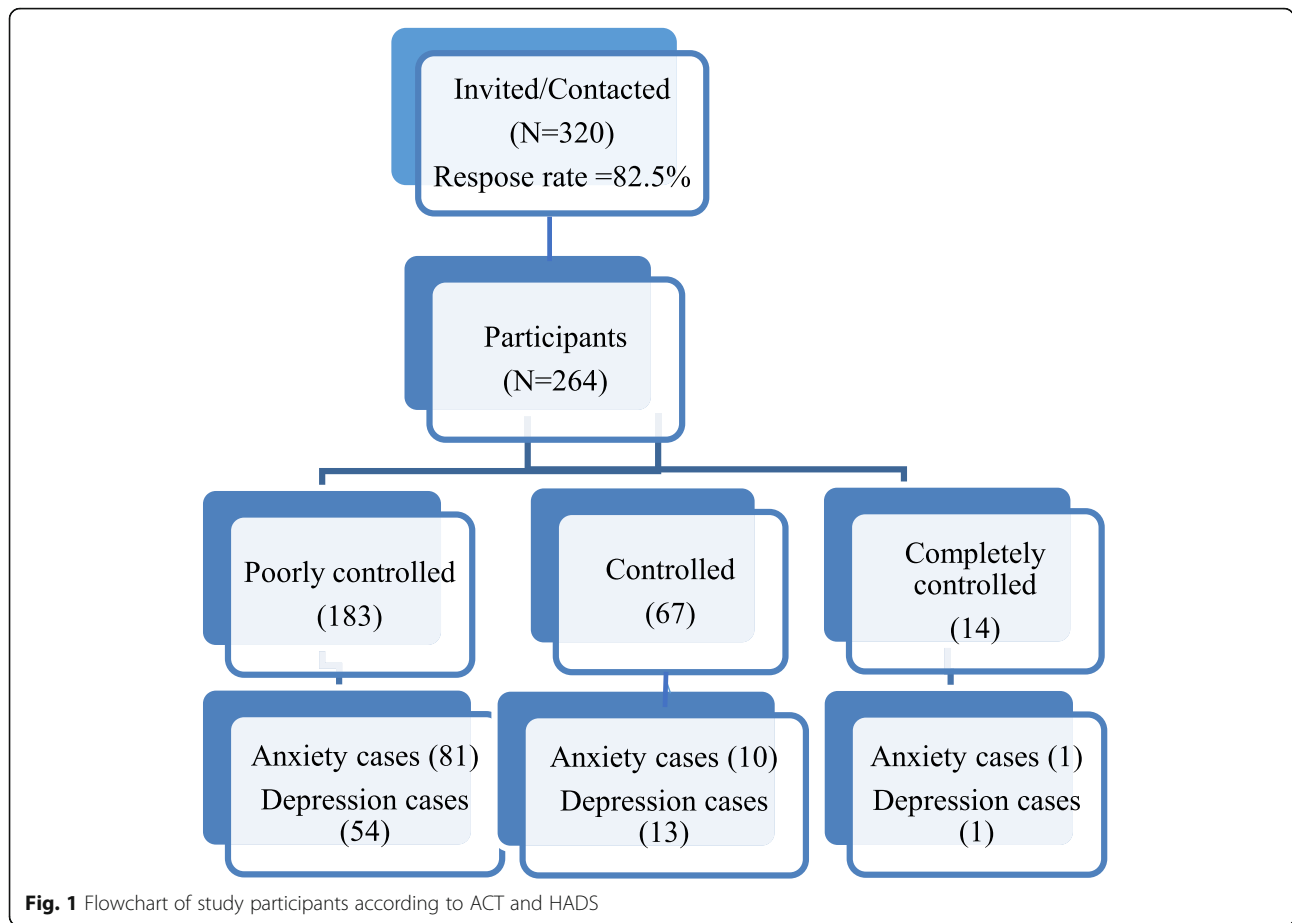 Invited/Contacted
(N=320)
Respose rate =82.5%
Participants
(N=264)
Poorly controlled
(183)
Controlled
(67)
Completely
controlled
(14)
Anxiety cases (81)
Depression cases
(54)
Anxiety cases (10)
Depression cases
(13)
Anxiety cases (1)
Depression cases
(1)
Fig. 1 Flowchart of study participants according to ACT and HADS